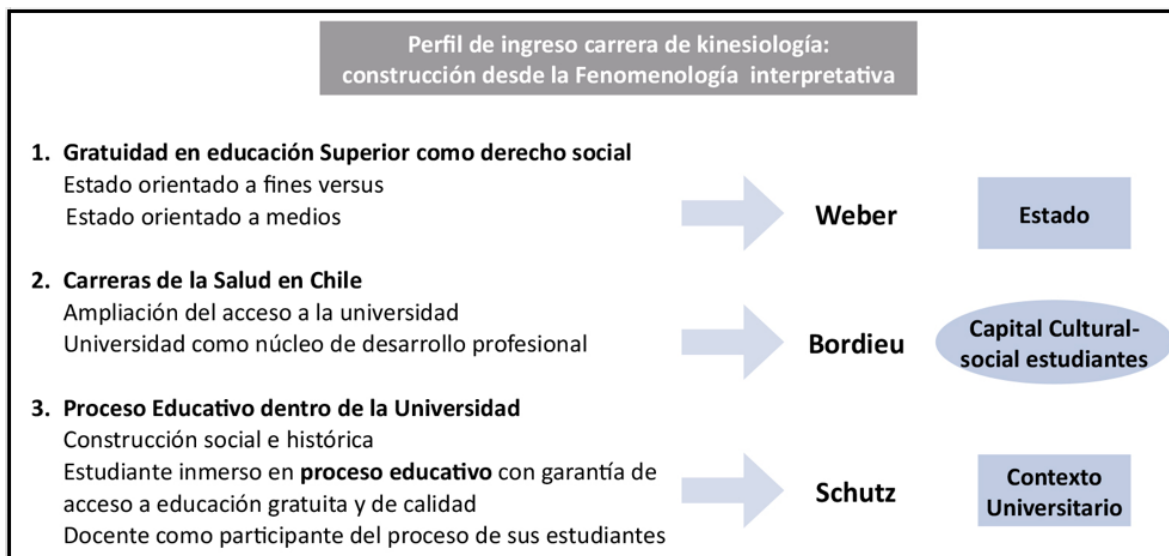 Perfil de ingreso carrera de kinesiología:
construcción desde la Fenomenología interpretativa
1. Gratuidad en educación Superior como derecho social
Estado orientado a fines versus
Estado orientado a medios
Weber
Estado
2. Carreras de la Salud en Chile
Ampliación del acceso a la universidad
Universidad como núcleo de desarrollo profesional
Bordieu
Capital Cultural-
social estudiantes
3. Proceso Educativo dentro de la Universidad
Construcción social e histórica
Estudiante inmerso en proceso educativo con garantía de
acceso a educación gratuita y de calidad
Docente como participante del proceso de sus estudiantes
Schutz
Contexto
Universitario